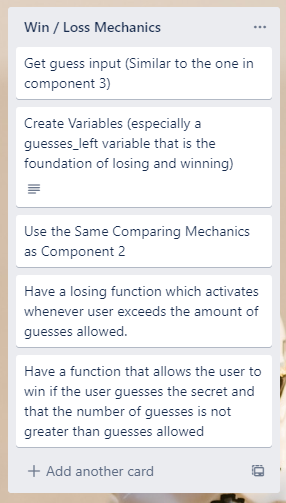 Win / Loss Mechanics
Get guess input (Similar to the one in
component 3)
Create Variables (especially a
guesses_left variable that is the
foundation of losing and winning)
Use the Same Comparing Mechanics
as Component 2
Have a losing function which activates
whenever user exceeds the amount of
guesses allowed.
Have a function that allows the user to
win if the user guesses the secret and
that the number of guesses is not
greater than guesses allowed
+ Add another card